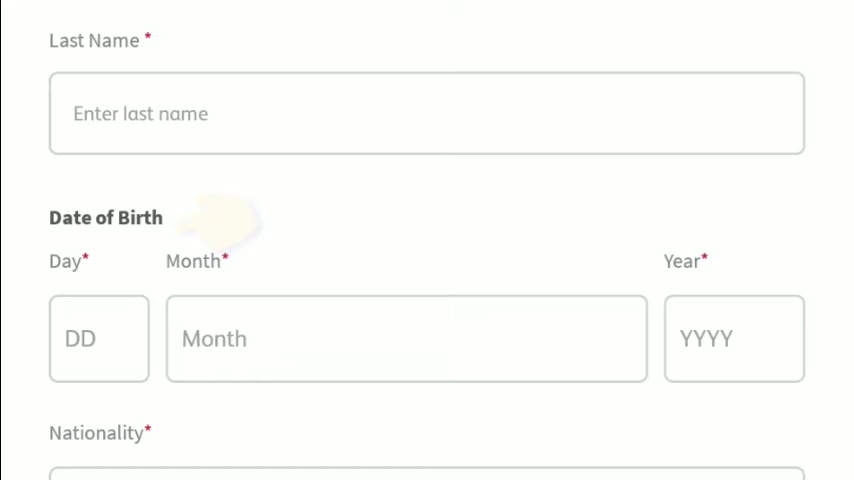 Last Name *
Enter last name
Date of Birth
Day* Month* Year*
DD Month YYYY
Nationality*